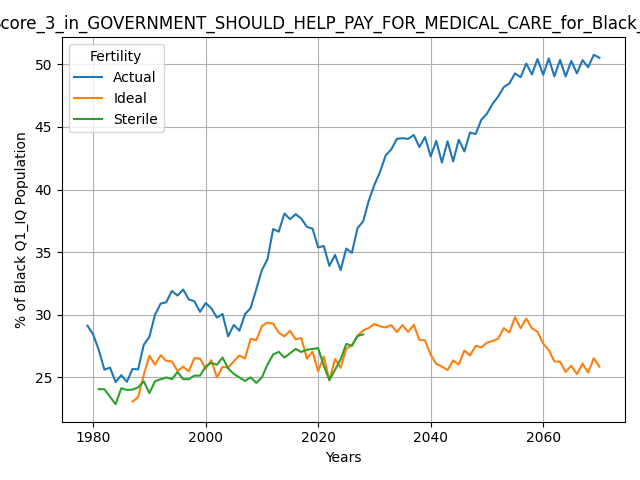 core_3_in_GOVERNMENT_SHOULD_HELP_PAY_FOR_MEDICAL_CARE_for_Black_
Fertility
Actual
Ideal
Sterile
% of Black Q1_IQ Population
50
45
40
35
30
25
1980
2000
2020
2040
2060
Years